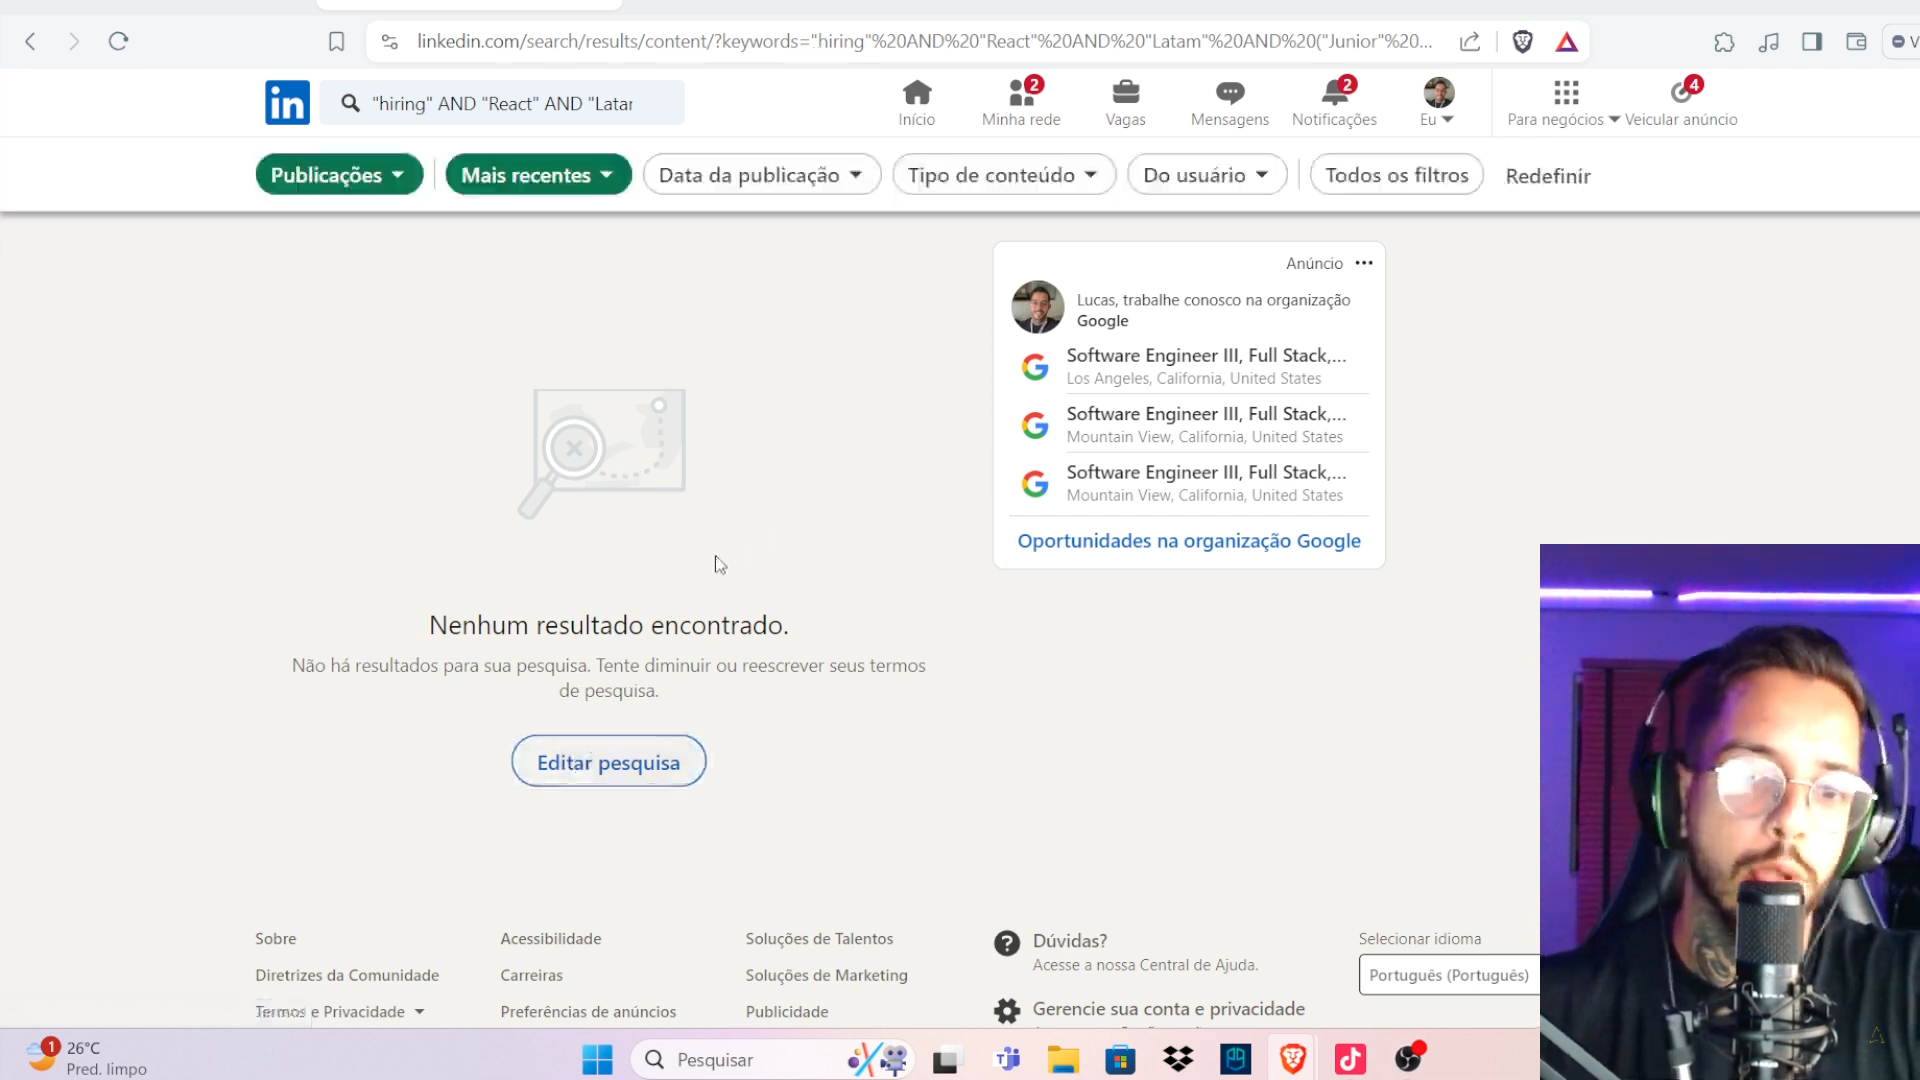 linkedin.com/search/results/content/?keywords="hiring"%20AND%20"React"%20AND%20"Latam"%20AND%20("Junior"%20...
V
in
"hiring" AND "React" AND "Latar
Início
2
Minha rede
Vagas
Mensagens
2
Notificações
Eu
Para negócios
4
Veicular anúncio
Publicações
Mais recentes
Data da publicação
Tipo de conteúdo
Do usuário
Todos os filtros
Redefinir
Anúncio
Lucas, trabalhe conosco na organização
Google
Software Engineer III, Full Stack,...
Los Angeles, California, United States
Software Engineer III, Full Stack,...
Mountain View, California, United States
Software Engineer III, Full Stack,...
Mountain View, California, United States
Oportunidades na organização Google
Nenhum resultado encontrado.
Não há resultados para sua pesquisa. Tente diminuir ou reescrever seus termos
de pesquisa.
Editar pesquisa
Sobre
Acessibilidade
Soluções de Talentos
Dúvidas?
Acesse a nossa Central de Ajuda.
Selecionar idioma
Português (Português)
Diretrizes da Comunidade
Carreiras
Soluções de Marketing
Termos e Privacidade
Preferências de anúncios
Publicidade
Gerencie sua conta e privacidade
1
26°C
Pred. limpo
Pesquisar